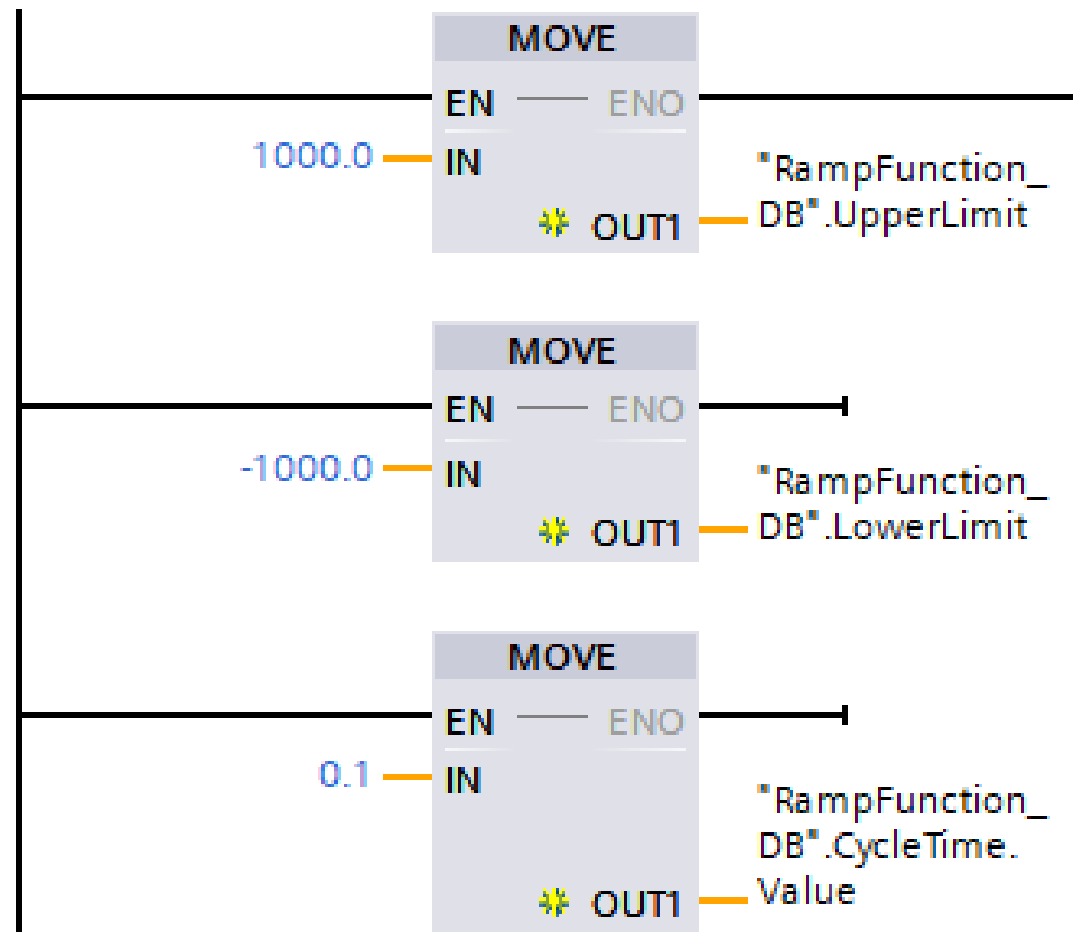 MOVE
EN ENO
1000.0 IN
"RampFunction_
DB".UpperLimit
OUT1
MOVE
EN ENO
-1000.0 IN
"RampFunction_
DB".LowerLimit
OUT1
MOVE
EN ENO
0.1 IN
"RampFunction_
DB".CycleTime.
Value
OUT1